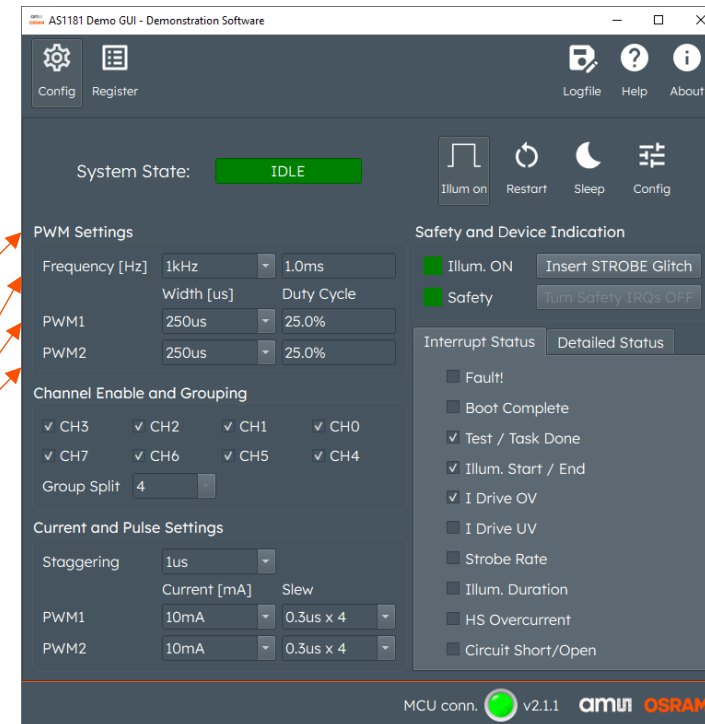 AS1181 Demo GUI - Demonstration Software
Config Register Logfile Help About
System State: IDLE
Illum on Restart Sleep Config
PWM Settings
Frequency [Hz] 1kHz 1.0ms
Width [us] Duty Cycle
PWM1 250us 25.0%
PWM2 250us 25.0%
Channel Enable and Grouping
CH3 CH2 CH1 CH0
CH7 CH6 CH5 CH4
Group Split 4
Current and Pulse Settings
Staggering 1us
Current [mA] Slew
PWM1 10mA 0.3us x 4
PWM2 10mA 0.3us x 4
Safety and Device Indication
Illum. ON Insert STROBE Glitch
Safety Turn Safety IRQs OFF
Interrupt Status Detailed Status
Fault!
Boot Complete
Test / Task Done
Illum. Start / End
I Drive OV
I Drive UV
Strobe Rate
Illum. Duration
HS Overcurrent
Circuit Short/Open
MCU conn. v2.1.1 amu OSRAM